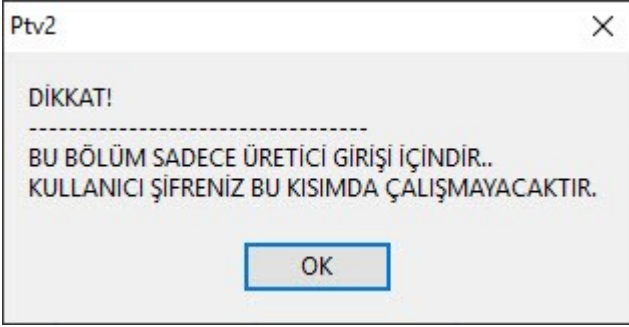 Ptv2
DİKKAT!
----------------------------------
BU BÖLÜM SADECE ÜRETİCİ GİRİŞİ İÇİNDİR..
KULLANICI ŞİFRENİZ BU KISIMDA ÇALIŞMAYACAKTIR.
OK